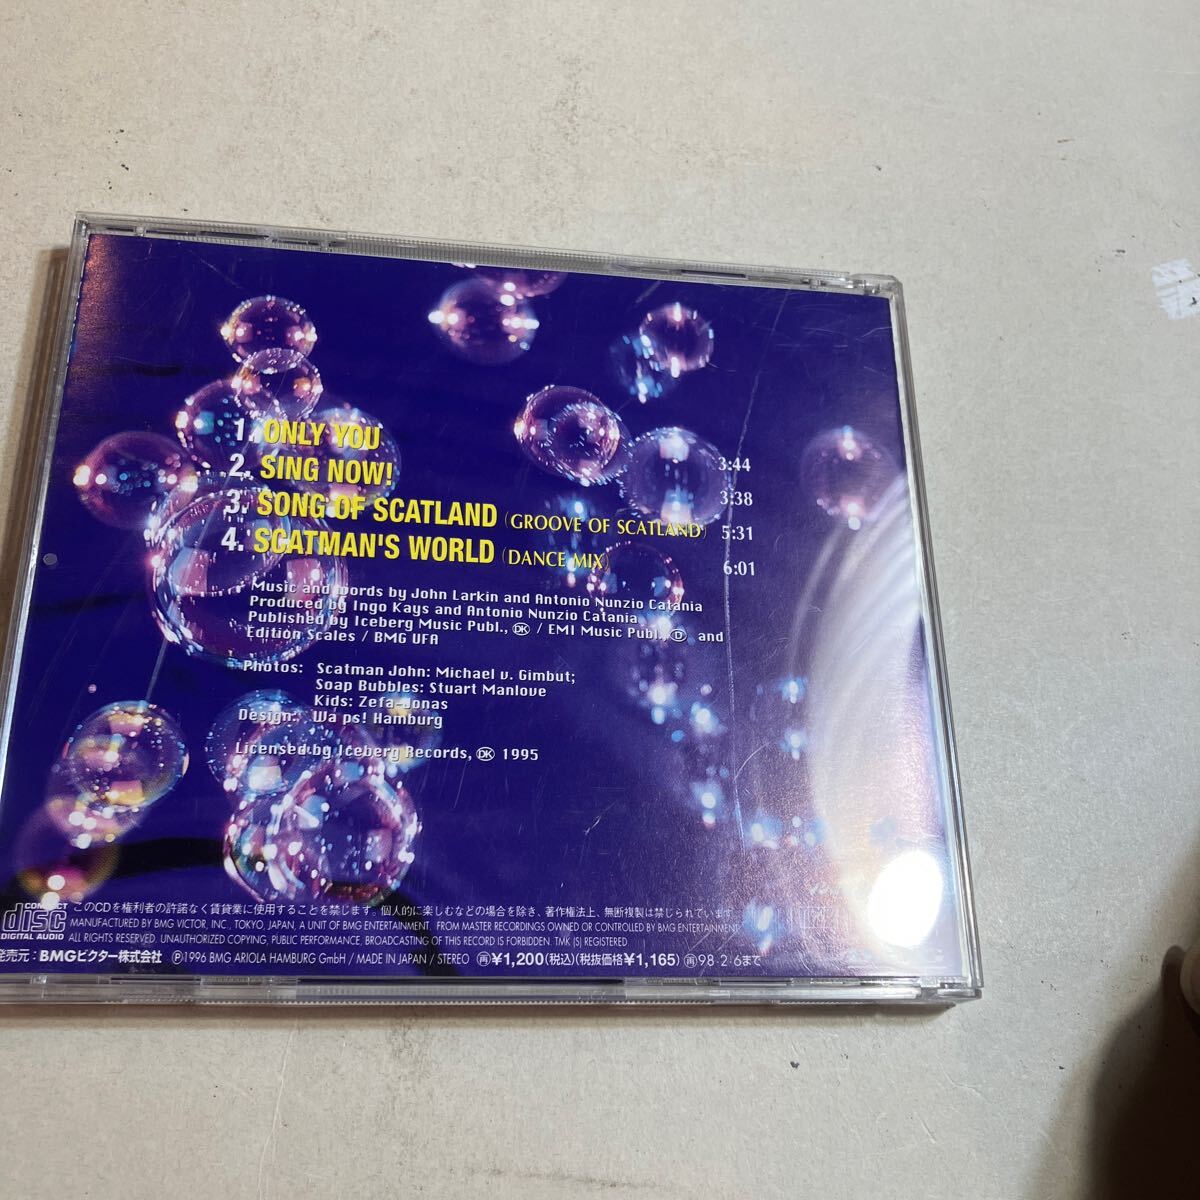 1. ONLY YOU 3:44
2. SING NOW! 3:38
3. SONG OF SCATLAND (GROOVE OF SCATLAND) 5:31
4. SCATMAN'S WORLD (DANCE MIX) 6:01
Music and words by John Larkin and Antonio Nunzio Catania
Produced by Ingo Kays and Antonio Nunzio Catania
Published by Iceberg Music Publ., DK / EMI Music Publ., D and
Edition Scales / BMG UFA
Photos: Scatman John: Michael v. Gimbut;
Soap Bubbles: Stuart Manlove
Kids: Zefa-Jonas
Design: Wa ps! Hamburg
Licensed by Iceberg Records, DK 1995
COMPACT disc DIGITAL AUDIO
このCDを権利者の許諾なく賃貸業に使用することを禁じます。個人的に楽しむなどの場合を除き、著作権法上、無断複製は禁じられています。
MANUFACTURED BY BMG VICTOR, INC., TOKYO, JAPAN, A UNIT OF BMG ENTERTAINMENT. FROM MASTER RECORDINGS OWNED OR CONTROLLED BY BMG ENTERTAINMENT.
ALL RIGHTS RESERVED. UNAUTHORIZED COPYING, PUBLIC PERFORMANCE, BROADCASTING OF THIS RECORD IS FORBIDDEN. TMK (S) REGISTERED
発売元：BMGビクター株式会社 Ⓟ1996 BMG ARIOLA HAMBURG GmbH / MADE IN JAPAN / STEREO 再¥1,200(税込)(税抜価格¥1,165) 再98・2・6まで